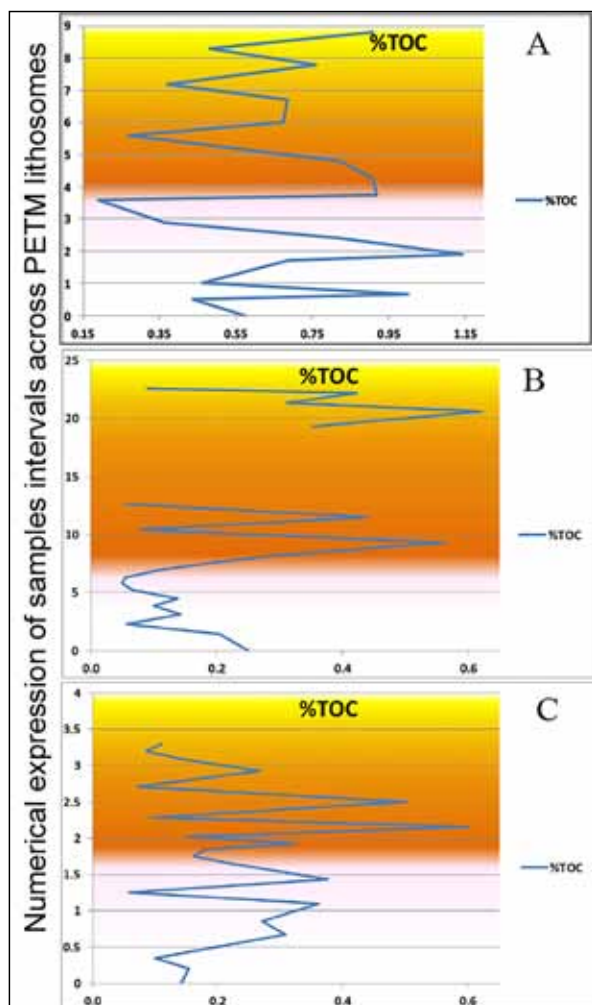 Numerical expression of samples intervals across PETM lithosomes
%TOC
A
9
8
7
6
5
4
3
2
1
0
%TOC
0.15 0.35 0.55 0.75 0.95 1.15
%TOC
B
25
20
15
10
5
0
%TOC
0.0 0.2 0.4 0.6
%TOC
C
4
3.5
3
2.5
2
1.5
1
0.5
0
%TOC
0.0 0.2 0.4 0.6